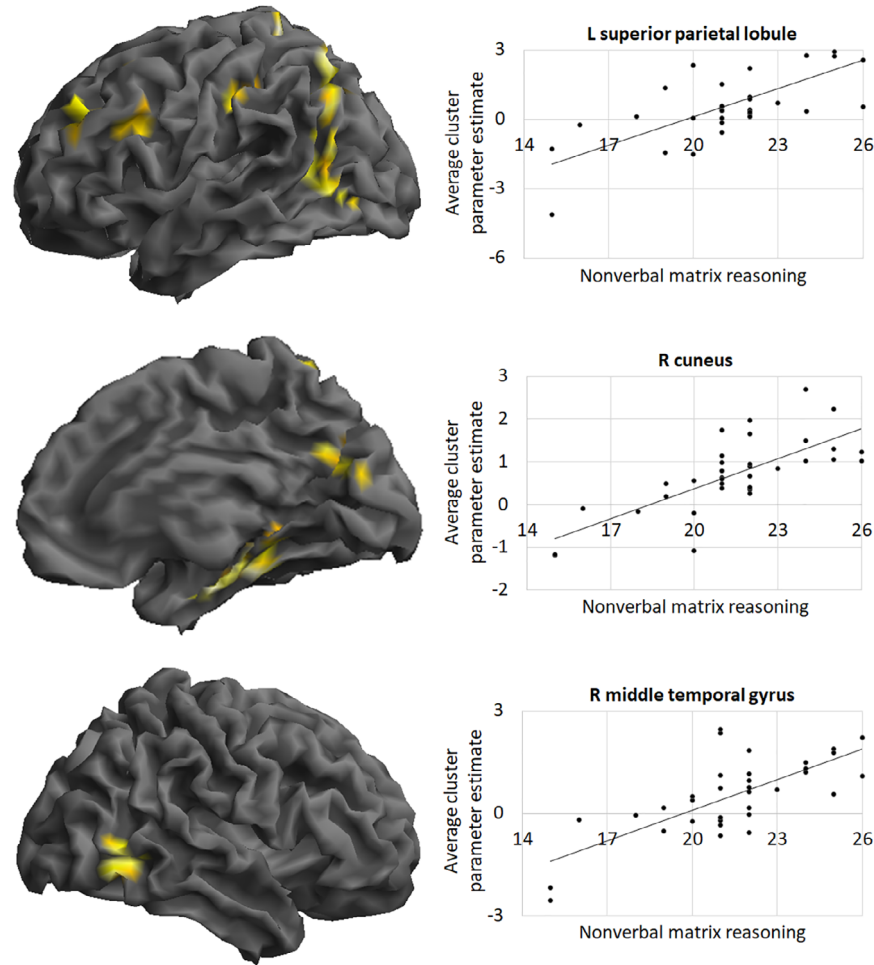 L superior parietal lobule
Average cluster
parameter estimate
3
0
-3
-6
14
17
20
23
26
Nonverbal matrix reasoning
R cuneus
Average cluster
parameter estimate
3
2
1
0
-1
-2
14
17
20
23
26
Nonverbal matrix reasoning
R middle temporal gyrus
Average cluster
parameter estimate
3
0
-3
14
17
20
23
26
Nonverbal matrix reasoning